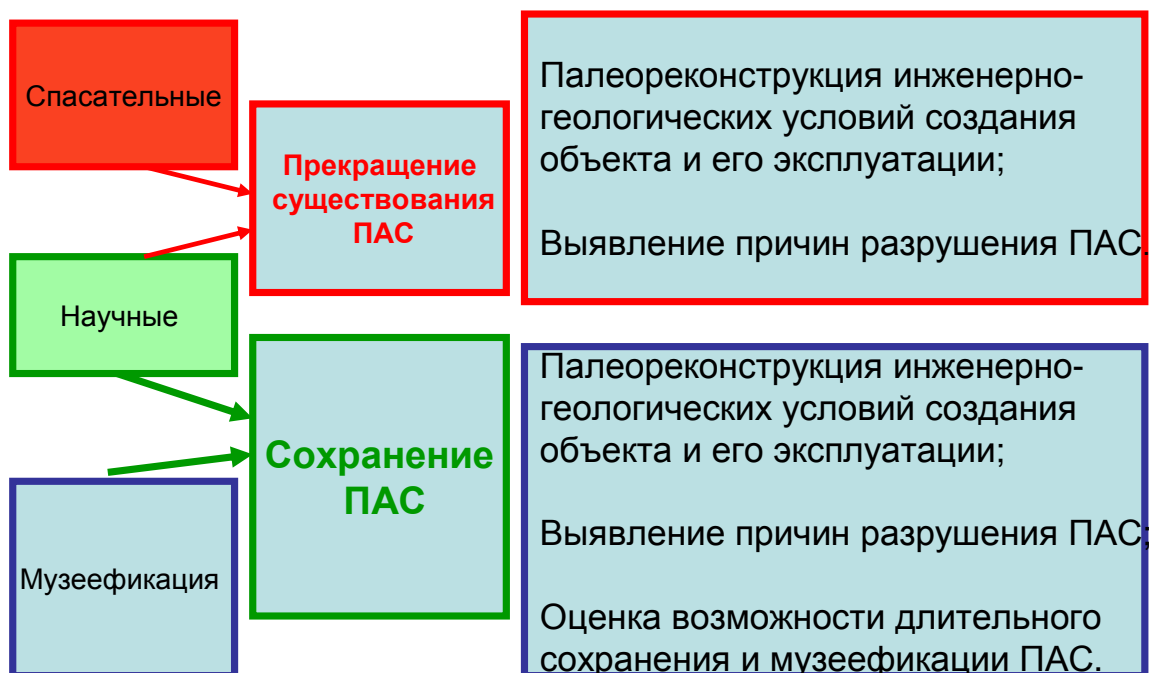 Спасательные
Прекращение
существования
ПАС
Научные
Сохранение
ПАС
Музеефикация
Палеореконструкция инженерно-
геологических условий создания
объекта и его эксплуатации;
Выявление причин разрушения ПАС.
Палеореконструкция инженерно-
геологических условий создания
объекта и его эксплуатации;
Выявление причин разрушения ПАС;
Оценка возможности длительного
сохранения и музеефикации ПАС.